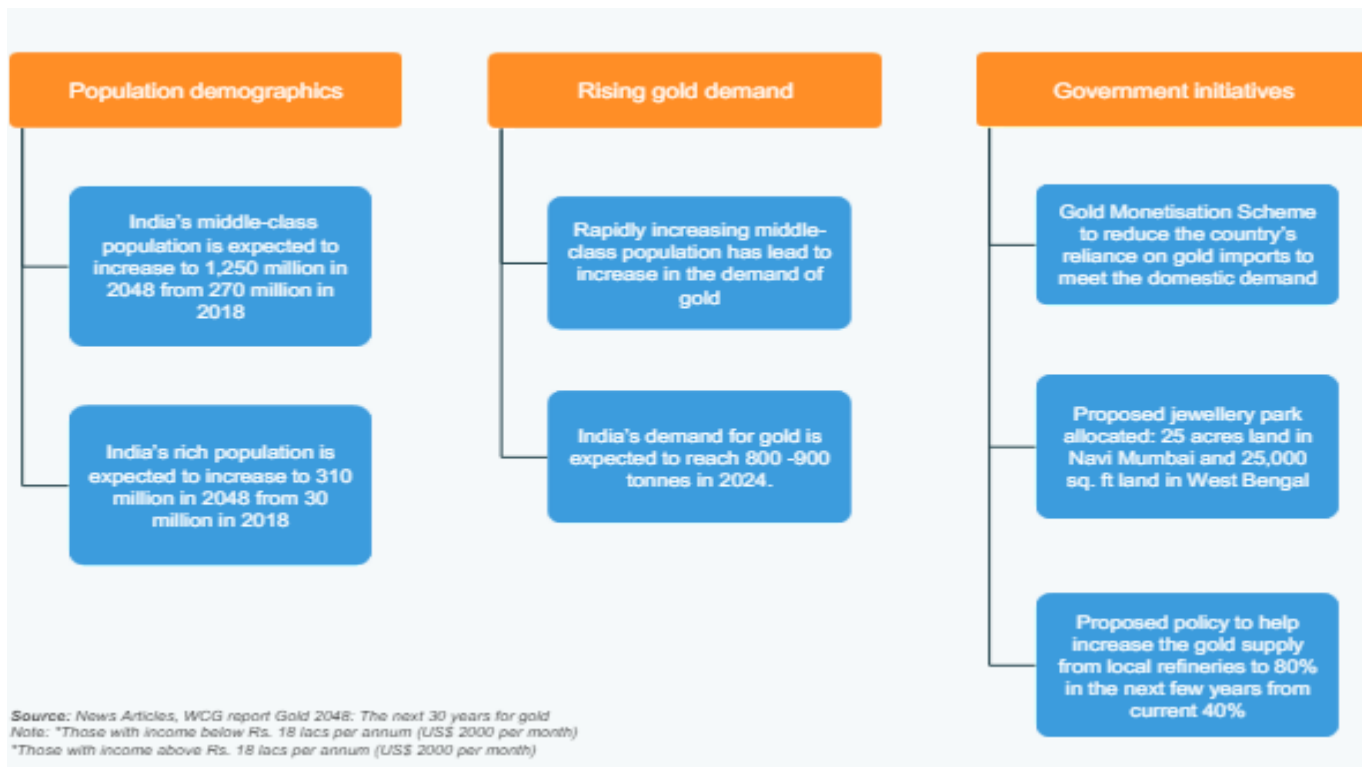 Population demographics
India's middle-class
population is expected to
increase to 1,250 million in
2048 from 270 million in
2018
India's rich population is
expected to increase to 310
million in 2048 from 30
million in 2018
Rising gold demand
Rapidly increasing middle-
class population has lead to
increase in the demand of
gold
India's demand for gold is
expected to reach 800 -900
tonnes in 2024.
Government initiatives
Gold Monetisation Scheme
to reduce the country's
reliance on gold imports to
meet the domestic demand
Proposed jewellery park
allocated: 25 acres land in
Navi Mumbai and 25,000
sq. ft land in West Bengal
Proposed policy to help
increase the gold supply
from local refineries to 80%
in the next few years from
current 40%
Source: News Articles, WCG report Gold 2048: The next 30 years for gold
Note: *Those with income below Rs. 18 lacs per annum (US$ 2000 per month)
*Those with income above Rs. 18 lacs per annum (US$ 2000 per month)